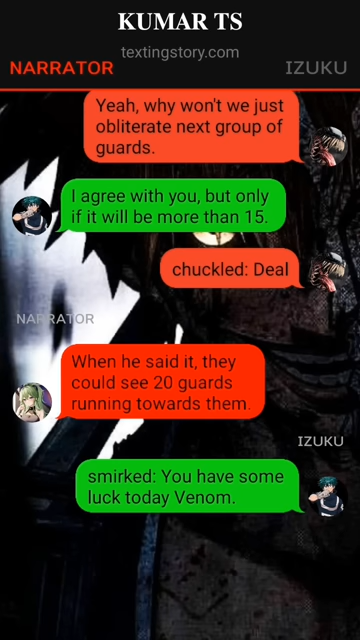 KUMAR TS
textingstory.com
NARRATOR IZUKU
Yeah, why won't we just
obliterate next group of
guards.
I agree with you, but only
if it will be more than 15.
chuckled: Deal
NARRATOR
When he said it, they
could see 20 guards
running towards them.
IZUKU
smirked: You have some
luck today Venom.